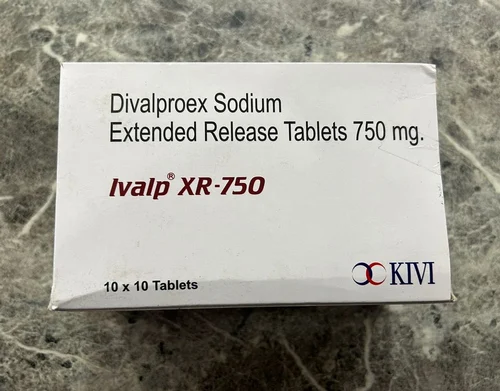 Divalproex Sodium
Extended Release Tablets 750 mg.
Ivalp® XR-750
10 x 10 Tablets
KIVI